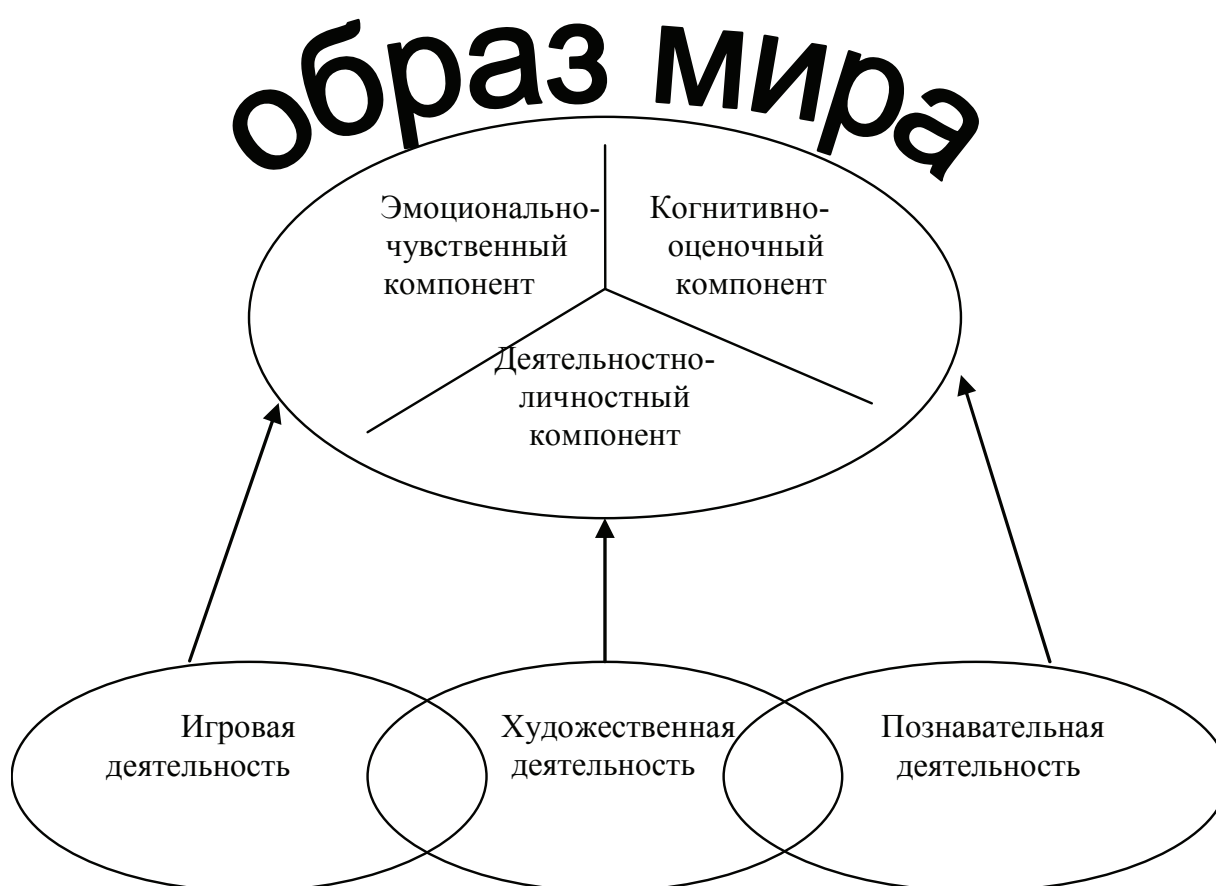 образ мира
Эмоционально-
чувственный
компонент
Когнитивно-
оценочный
компонент
Деятельностно-
личностный
компонент
Игровая
деятельность
Художественная
деятельность
Познавательная
деятельность